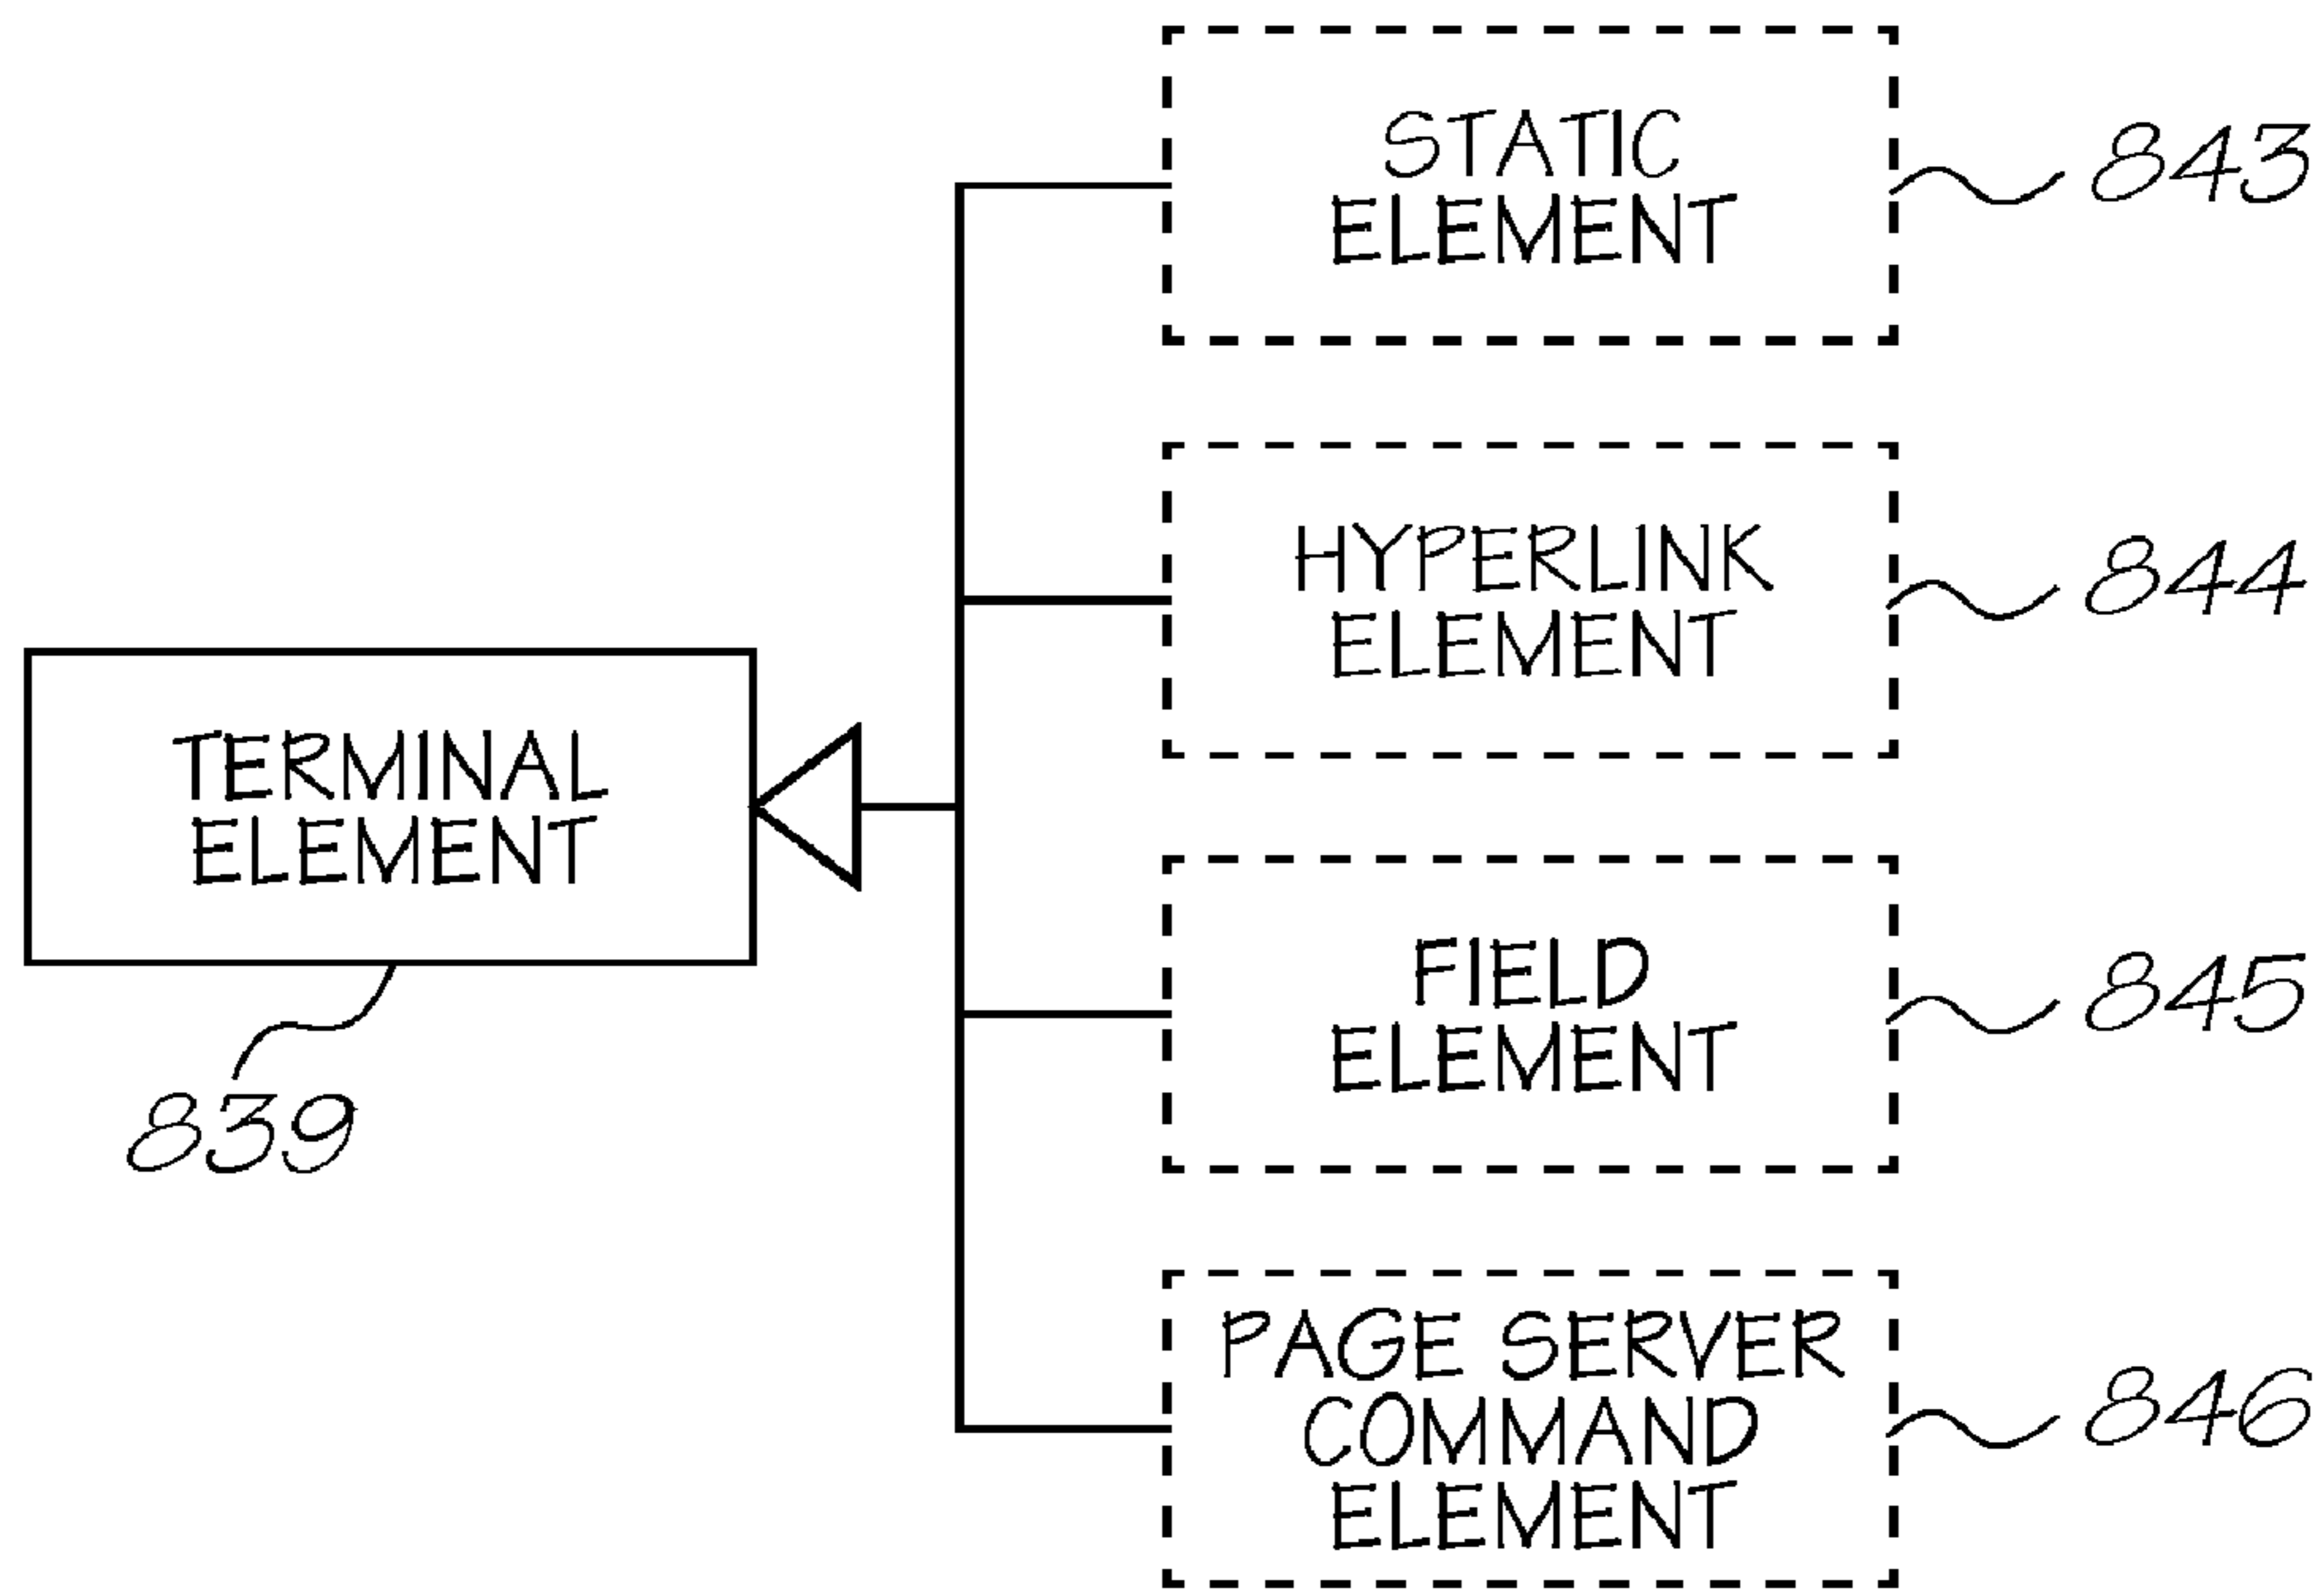 STATIC
ELEMENT
843
HYPERLINK
ELEMENT
844
TERMINAL
ELEMENT
839
FIELD
ELEMENT
845
PAGE SERVER
COMMAND
ELEMENT
846